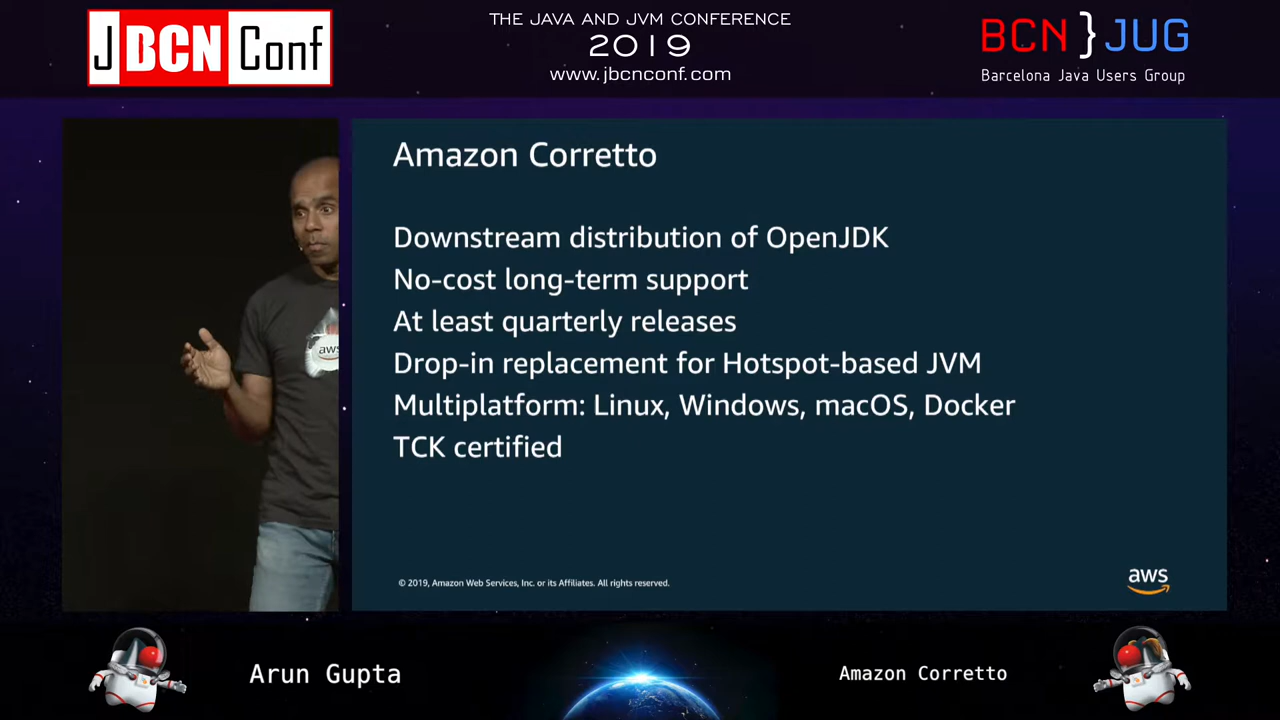 JBCNConf
THE JAVA AND JVM CONFERENCE
2019
www.jbcnconf.com
BCN}JUG
Barcelona Java Users Group
Amazon Corretto
Downstream distribution of OpenJDK
No-cost long-term support
At least quarterly releases
Drop-in replacement for Hotspot-based JVM
Multiplatform: Linux, Windows, macOS, Docker
TCK certified
aws
© 2019, Amazon Web Services, Inc. or its Affiliates. All rights reserved.
aws
Arun Gupta
Amazon Corretto